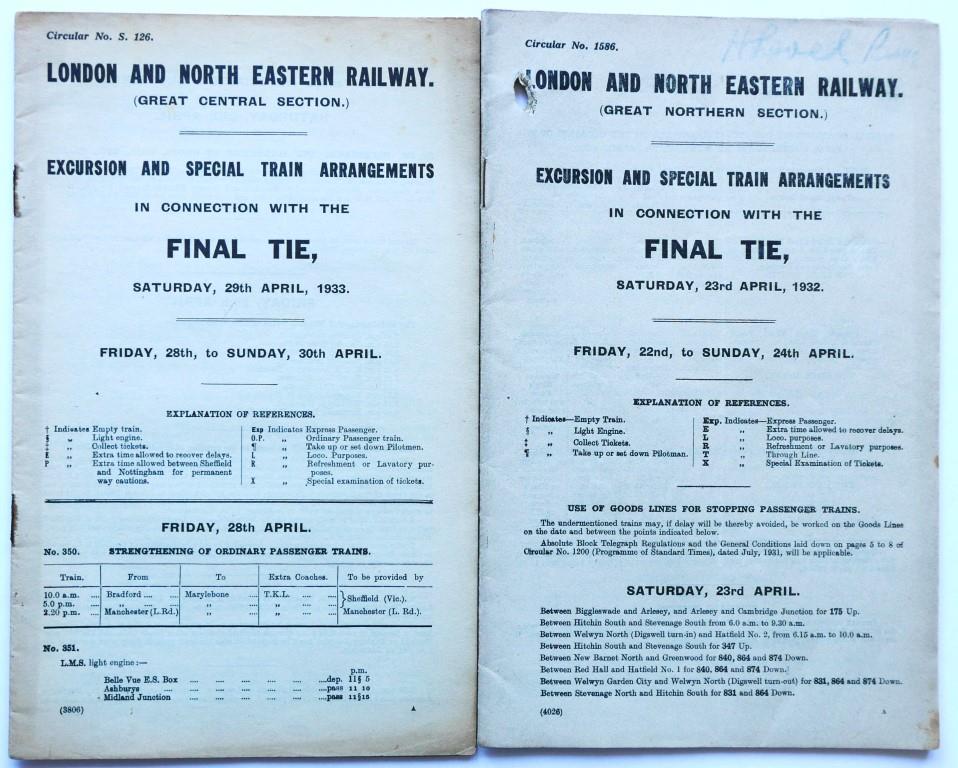 Circular No. S. 126.
LONDON AND NORTH EASTERN RAILWAY.
(GREAT CENTRAL SECTION.)
EXCURSION AND SPECIAL TRAIN ARRANGEMENTS
IN CONNECTION WITH THE
FINAL TIE,
SATURDAY, 29th APRIL, 1933.
FRIDAY, 28th, to SUNDAY, 30th APRIL.
EXPLANATION OF REFERENCES.
† Indicates Empty train.
§ „ Light engine.
‡ „ Collect tickets.
E „ Extra time allowed to recover delays.
P „ Extra time allowed between Sheffield
and Nottingham for permanent
way cautions.
Exp Indicates Express Passenger.
O.P. „ Ordinary Passenger train.
¶ „ Take up or set down Pilotmen.
L „ Loco. Purposes.
R „ Refreshment or Lavatory pur-
poses.
X „ Special examination of tickets.
FRIDAY, 28th APRIL.
No. 350. STRENGTHENING OF ORDINARY PASSENGER TRAINS.
Train. From To Extra Coaches. To be provided by
10.0 a.m. .... Bradford .... .... Marylebone .... T.K.L. .... .... } Sheffield (Vic.).
5.0 p.m. .... „ .... .... „ .... „ .... ....
2.20 p.m. .... Manchester (L.Rd.) „ .... „ .... .... Manchester (L. Rd.).
No. 351.
L.M.S. light engine :—
p.m.
Belle Vue E.S. Box .... .... .... .... .... ....dep. 11§ 5
Ashburys .... .... .... .... .... .... ....pass 11 10
Midland Junction .... .... .... .... .... ....pass 11§15
(3806) A
Circular No. 1586.
LONDON AND NORTH EASTERN RAILWAY.
(GREAT NORTHERN SECTION.)
EXCURSION AND SPECIAL TRAIN ARRANGEMENTS
IN CONNECTION WITH THE
FINAL TIE,
SATURDAY, 23rd APRIL, 1932.
FRIDAY, 22nd, to SUNDAY, 24th APRIL.
EXPLANATION OF REFERENCES.
† Indicates—Empty Train.
§ „ Light Engine.
‡ „ Collect Tickets.
¶ „ Take up or set down Pilotman.
Exp. Indicates—Express Passenger.
E „ Extra time allowed to recover delays.
L „ Loco. purposes.
R „ Refreshment or Lavatory purposes.
T „ Through Line.
X „ Special Examination of Tickets.
USE OF GOODS LINES FOR STOPPING PASSENGER TRAINS.
The undermentioned trains may, if delay will be thereby avoided, be worked on the Goods Lines
on the date and between the points indicated below.
Absolute Block Telegraph Regulations and the General Conditions laid down on pages 5 to 8 of
Circular No. 1200 (Programme of Standard Times), dated July, 1931, will be applicable.
SATURDAY, 23rd APRIL.
Between Biggleswade and Arlesey, and Arlesey and Cambridge Junction for 175 Up.
Between Hitchin South and Stevenage South from 6.0 a.m. to 9.30 a.m.
Between Welwyn North (Digswell turn-in) and Hatfield No. 2, from 6.15 a.m. to 10.0 a.m.
Between Hitchin South and Stevenage South for 347 Up.
Between New Barnet North and Greenwood for 840, 864 and 874 Down.
Between Red Hall and Hatfield No. 1 for 840, 864 and 874 Down.
Between Welwyn Garden City and Welwyn North (Digswell turn-out) for 831, 864 and 874 Down.
Between Stevenage North and Hitchin South for 831 and 864 Down.
(4026) A